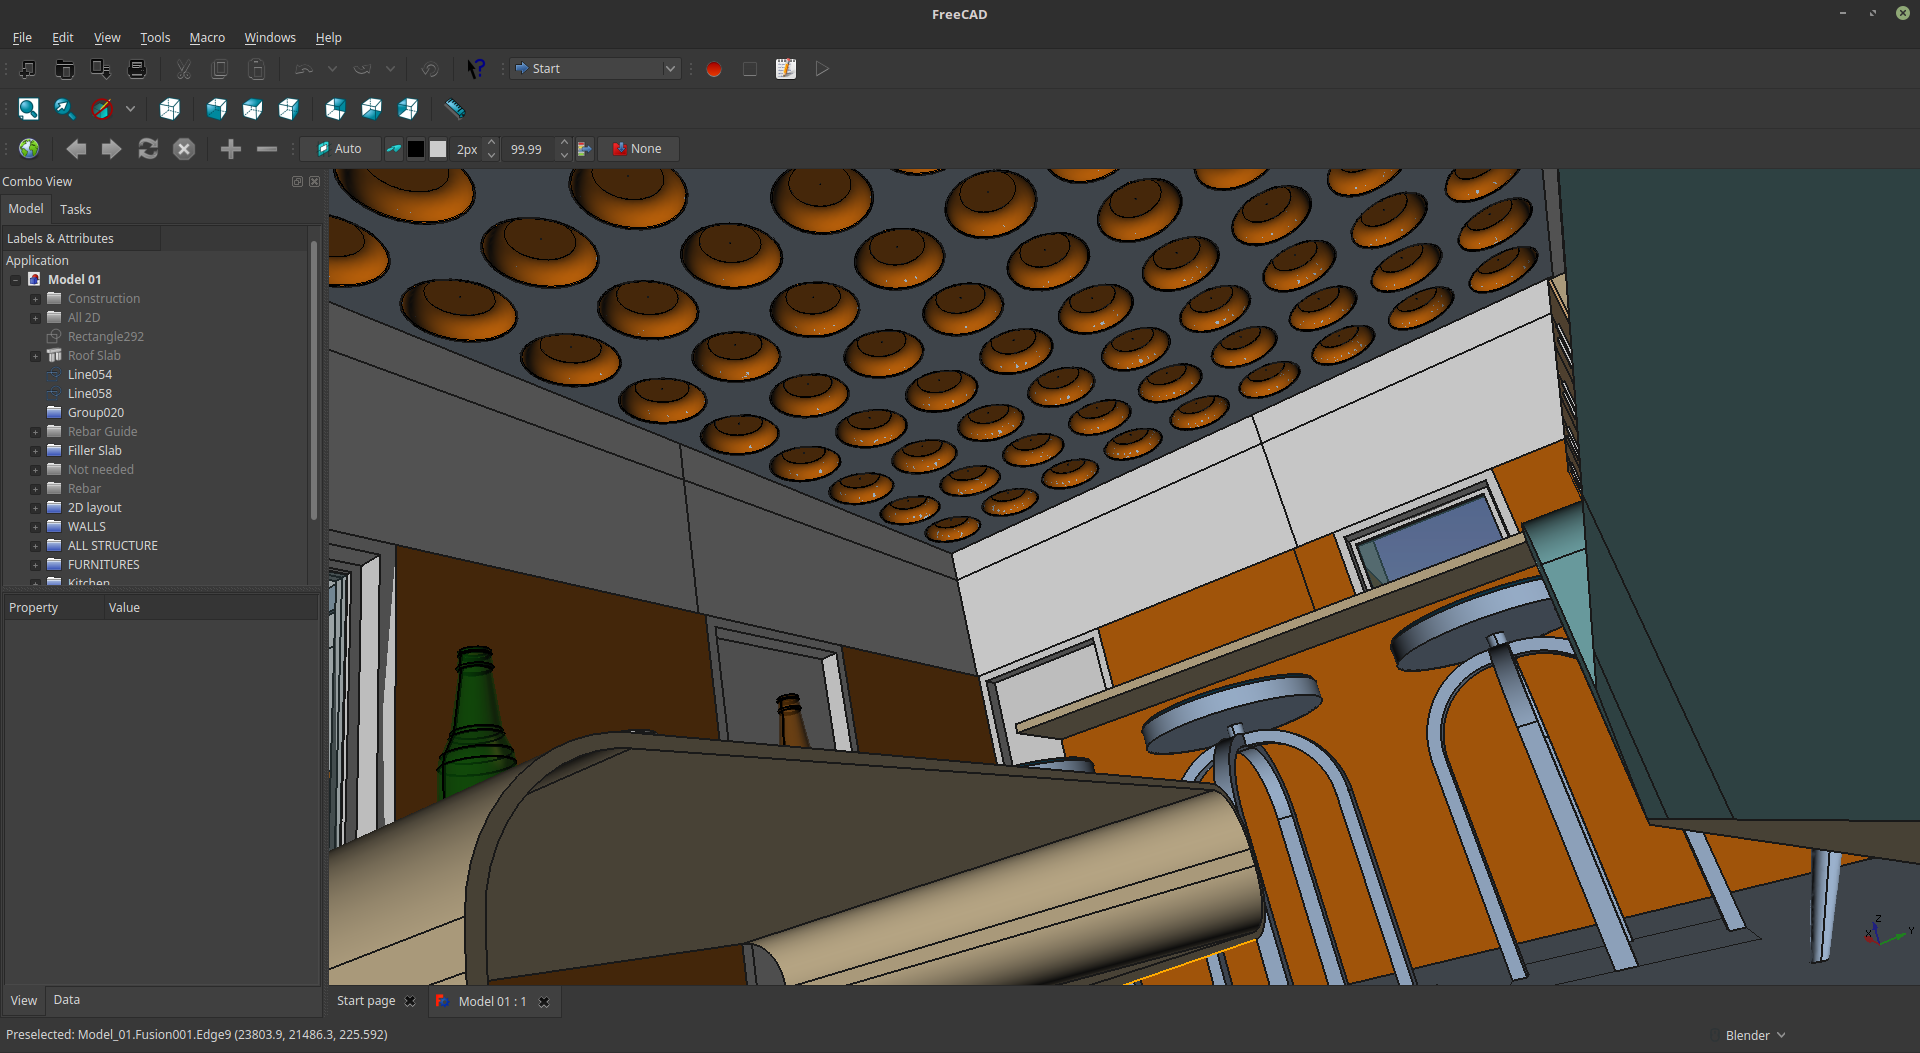 FreeCAD
File Edit View Tools Macro Windows Help
Start
Auto 2px 99.99 None
Combo View
Model Tasks
Labels & Attributes
Application
Model 01
Construction
All 2D
Rectangle292
Roof Slab
Line054
Line058
Group020
Rebar Guide
Filler Slab
Not needed
Rebar
2D layout
WALLS
ALL STRUCTURE
FURNITURES
Kitchen
Property Value
Z
X Y
View Data
Start page Model 01 : 1
Preselected: Model_01.Fusion001.Edge9 (23803.9, 21486.3, 225.592)
Blender